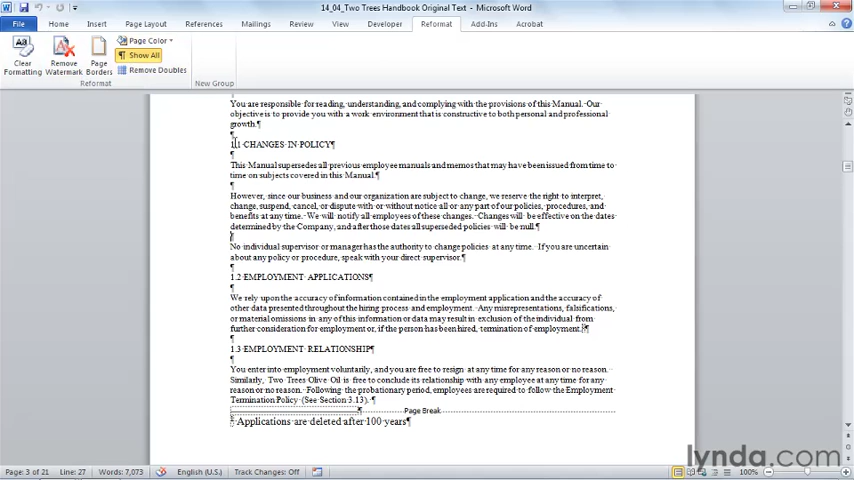 14_04_Two Trees Handbook Original Text - Microsoft Word
File Home Insert Page Layout References Mailings Review View Developer Reformat Add-Ins Acrobat
Clear Formatting
Remove Watermark
Page Borders
Page Color
Show All
Remove Doubles
Reformat
New Group
You are responsible for reading, understanding, and complying with the provisions of this Manual. Our
objective is to provide you with a work environment that is constructive to both personal and professional
growth.¶
¶
1.1 CHANGES IN POLICY¶
¶
This Manual supersedes all previous employee manuals and memos that may have been issued from time to
time on subjects covered in this Manual.¶
¶
However, since our business and our organization are subject to change, we reserve the right to interpret,
change, suspend, cancel, or dispute with or without notice all or any part of our policies, procedures, and
benefits at any time. We will notify all employees of these changes. Changes will be effective on the dates
determined by the Company, and after those dates all superseded policies will be null.¶
¶
No individual supervisor or manager has the authority to change policies at any time. If you are uncertain
about any policy or procedure, speak with your direct supervisor.¶
¶
1.2 EMPLOYMENT APPLICATIONS¶
¶
We rely upon the accuracy of information contained in the employment application and the accuracy of
other data presented throughout the hiring process and employment. Any misrepresentations, falsifications,
or material omissions in any of this information or data may result in exclusion of the individual from
further consideration for employment or, if the person has been hired, termination of employment.¶
¶
1.3 EMPLOYMENT RELATIONSHIP¶
¶
You enter into employment voluntarily, and you are free to resign at any time for any reason or no reason.
Similarly, Two Trees Olive Oil is free to conclude its relationship with any employee at any time for any
reason or no reason. Following the probationary period, employees are required to follow the Employment
Termination Policy (See Section 3.13). ¶
Page Break
Applications are deleted after 100 years¶
lynda.com
Page: 3 of 21 Line: 27 Words: 7,073 English (U.S.) Track Changes: Off 100%